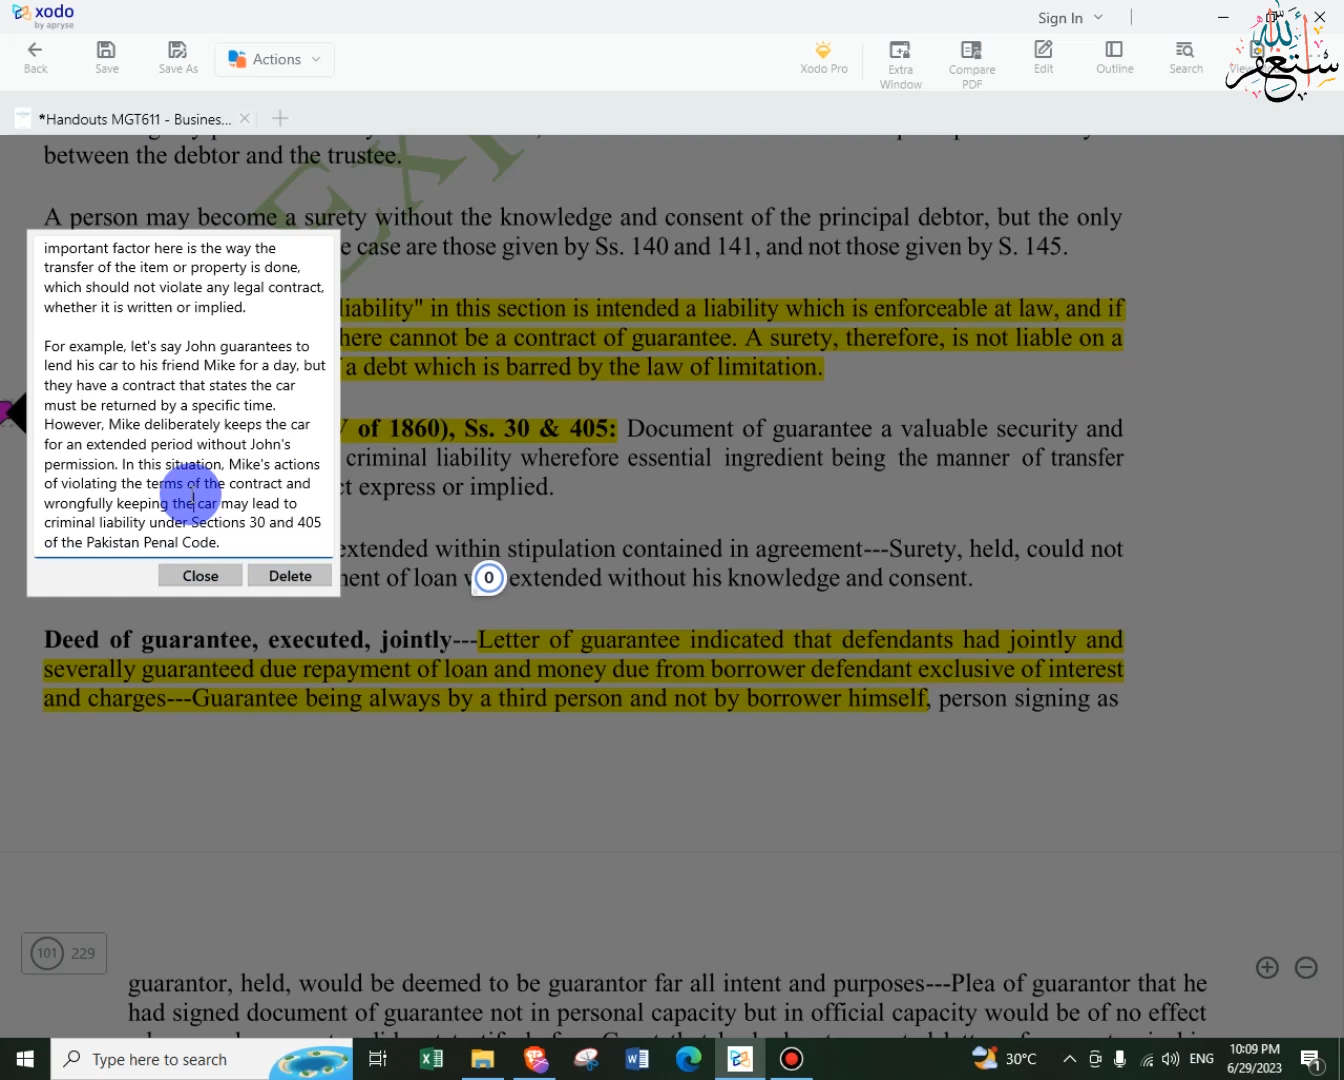 xodo
by apryse
Sign In
Back
Save
Save As
Actions
Xodo Pro
Extra Window
Compare PDF
Edit
Outline
Search
View
أستغفر الله
*Handouts MGT611 - Busines...
between the debtor and the trustee.
A person may become a surety without the knowledge and consent of the principal debtor, but the only
e case are those given by Ss. 140 and 141, and not those given by S. 145.
iability" in this section is intended a liability which is enforceable at law, and if
here cannot be a contract of guarantee. A surety, therefore, is not liable on a
a debt which is barred by the law of limitation.
of 1860), Ss. 30 & 405: Document of guarantee a valuable security and
criminal liability wherefore essential ingredient being the manner of transfer
ct express or implied.
extended within stipulation contained in agreement---Surety, held, could not
ent of loan extended without his knowledge and consent.
important factor here is the way the
transfer of the item or property is done,
which should not violate any legal contract,
whether it is written or implied.
For example, let's say John guarantees to
lend his car to his friend Mike for a day, but
they have a contract that states the car
must be returned by a specific time.
However, Mike deliberately keeps the car
for an extended period without John's
permission. In this situation, Mike's actions
of violating the terms of the contract and
wrongfully keeping the car may lead to
criminal liability under Sections 30 and 405
of the Pakistan Penal Code.
Close
Delete
0
Deed of guarantee, executed, jointly---Letter of guarantee indicated that defendants had jointly and
severally guaranteed due repayment of loan and money due from borrower defendant exclusive of interest
and charges---Guarantee being always by a third person and not by borrower himself, person signing as
101 229
guarantor, held, would be deemed to be guarantor far all intent and purposes---Plea of guarantor that he
had signed document of guarantee not in personal capacity but in official capacity would be of no effect
Type here to search
30°C
ENG
10:09 PM
6/29/2023
1